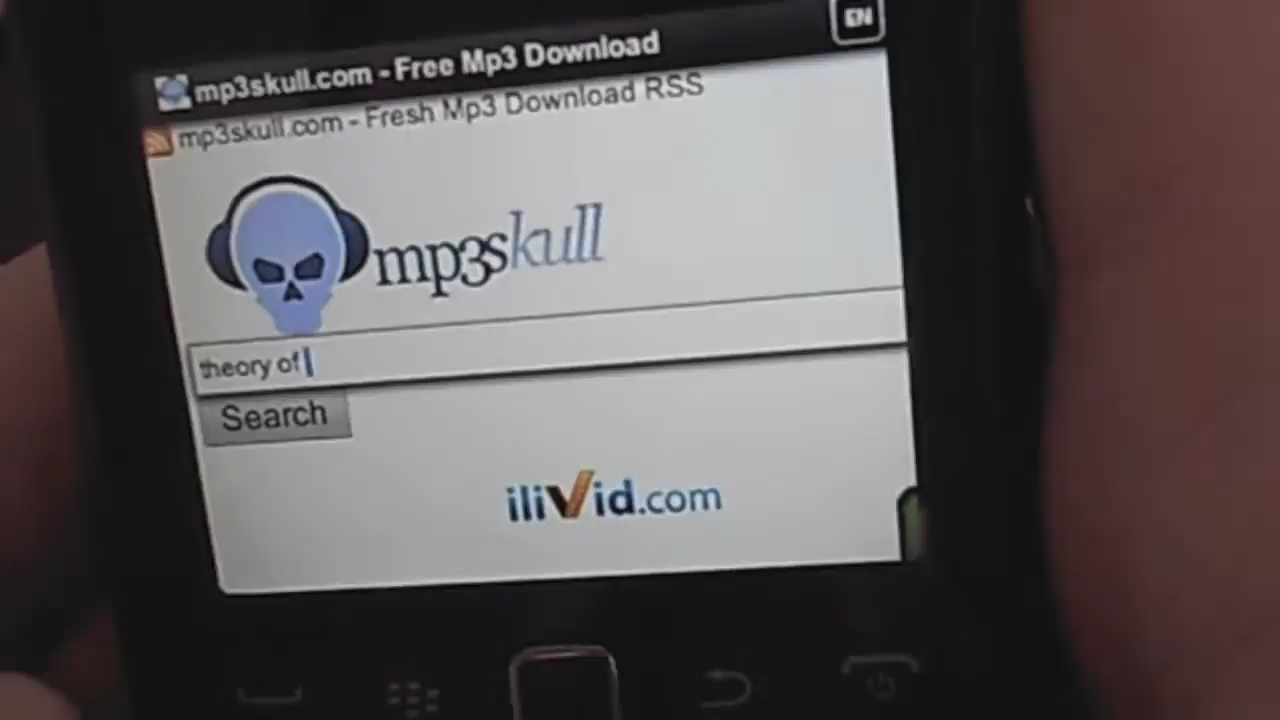 EN
mp3skull.com - Free Mp3 Download
mp3skull.com - Fresh Mp3 Download RSS
mp3skull
theory of
Search
iliVid.com